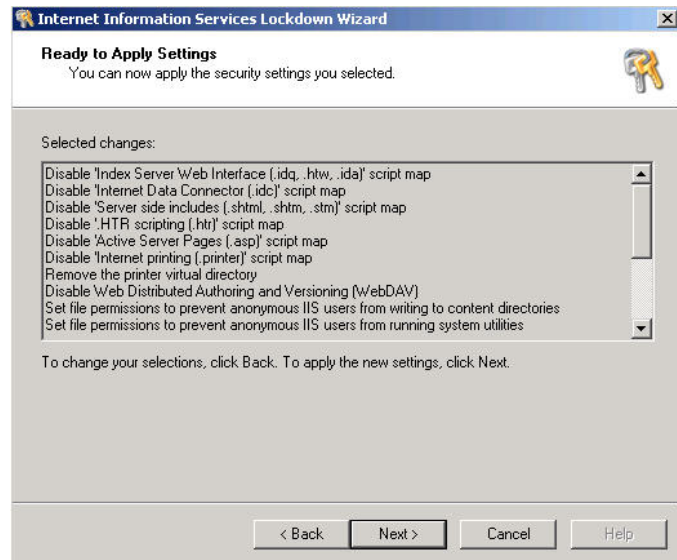 Internet Information Services Lockdown Wizard
Ready to Apply Settings
You can now apply the security settings you selected.
Selected changes:
Disable 'Index Server Web Interface (.idq, .htw, .ida)' script map
Disable 'Internet Data Connector (.idc)' script map
Disable 'Server side includes (.shtml, .shtm, .stm)' script map
Disable '.HTR scripting (.htr)' script map
Disable 'Active Server Pages (.asp)' script map
Disable 'Internet printing (.printer)' script map
Remove the printer virtual directory
Disable Web Distributed Authoring and Versioning (WebDAV)
Set file permissions to prevent anonymous IIS users from writing to content directories
Set file permissions to prevent anonymous IIS users from running system utilities
To change your selections, click Back. To apply the new settings, click Next.
< Back Next > Cancel Help